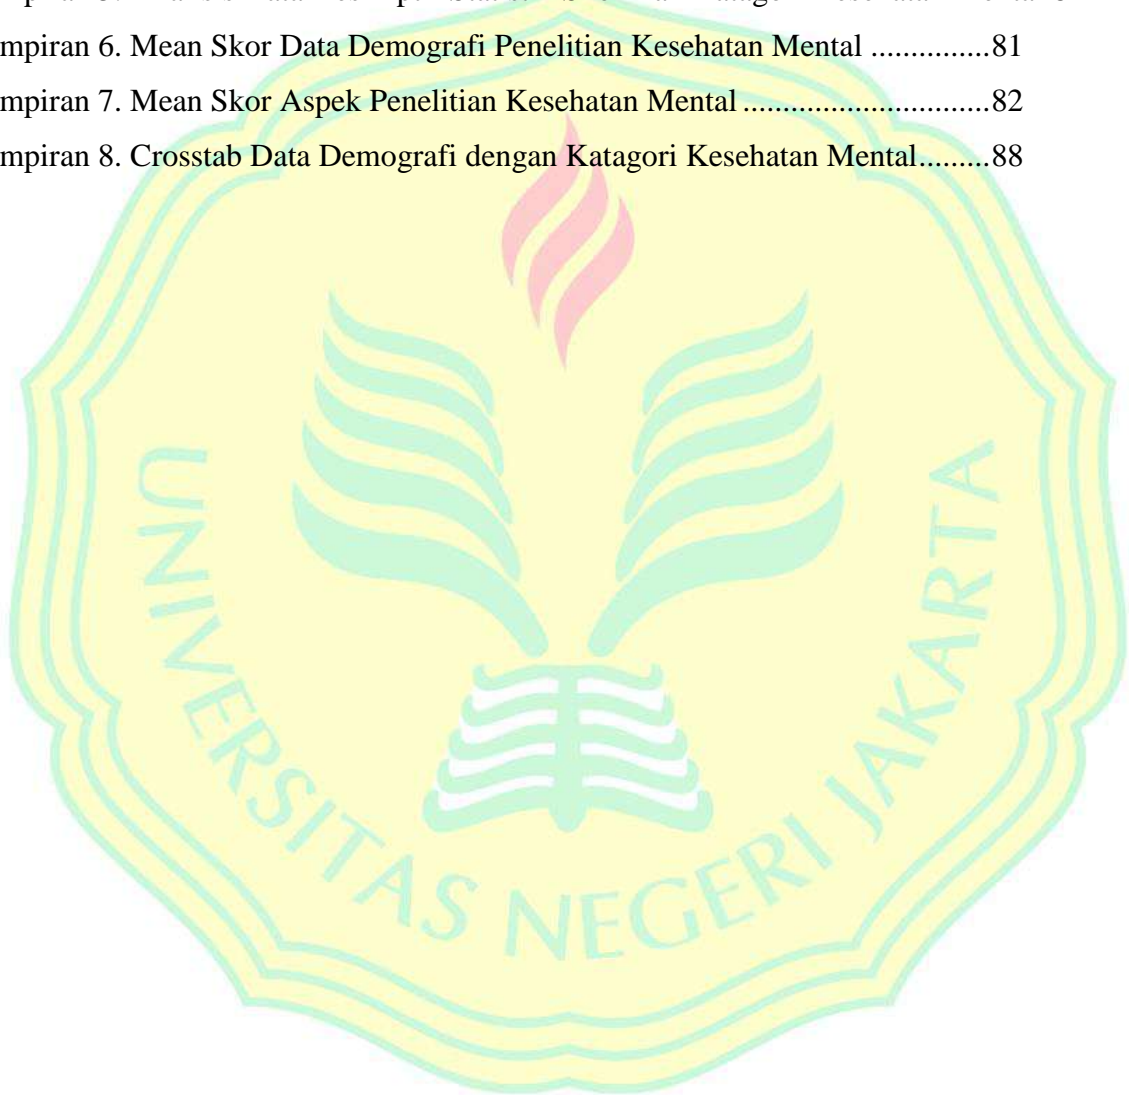 mpiran 6. Mean Skor Data Demografi Penelitian Kesehatan Mental ...............81
mpiran 7. Mean Skor Aspek Penelitian Kesehatan Mental ..............................82
mpiran 8. Crosstab Data Demografi dengan Katagori Kesehatan Mental.........88
UNIVERSITAS NEGERI JAKARTA